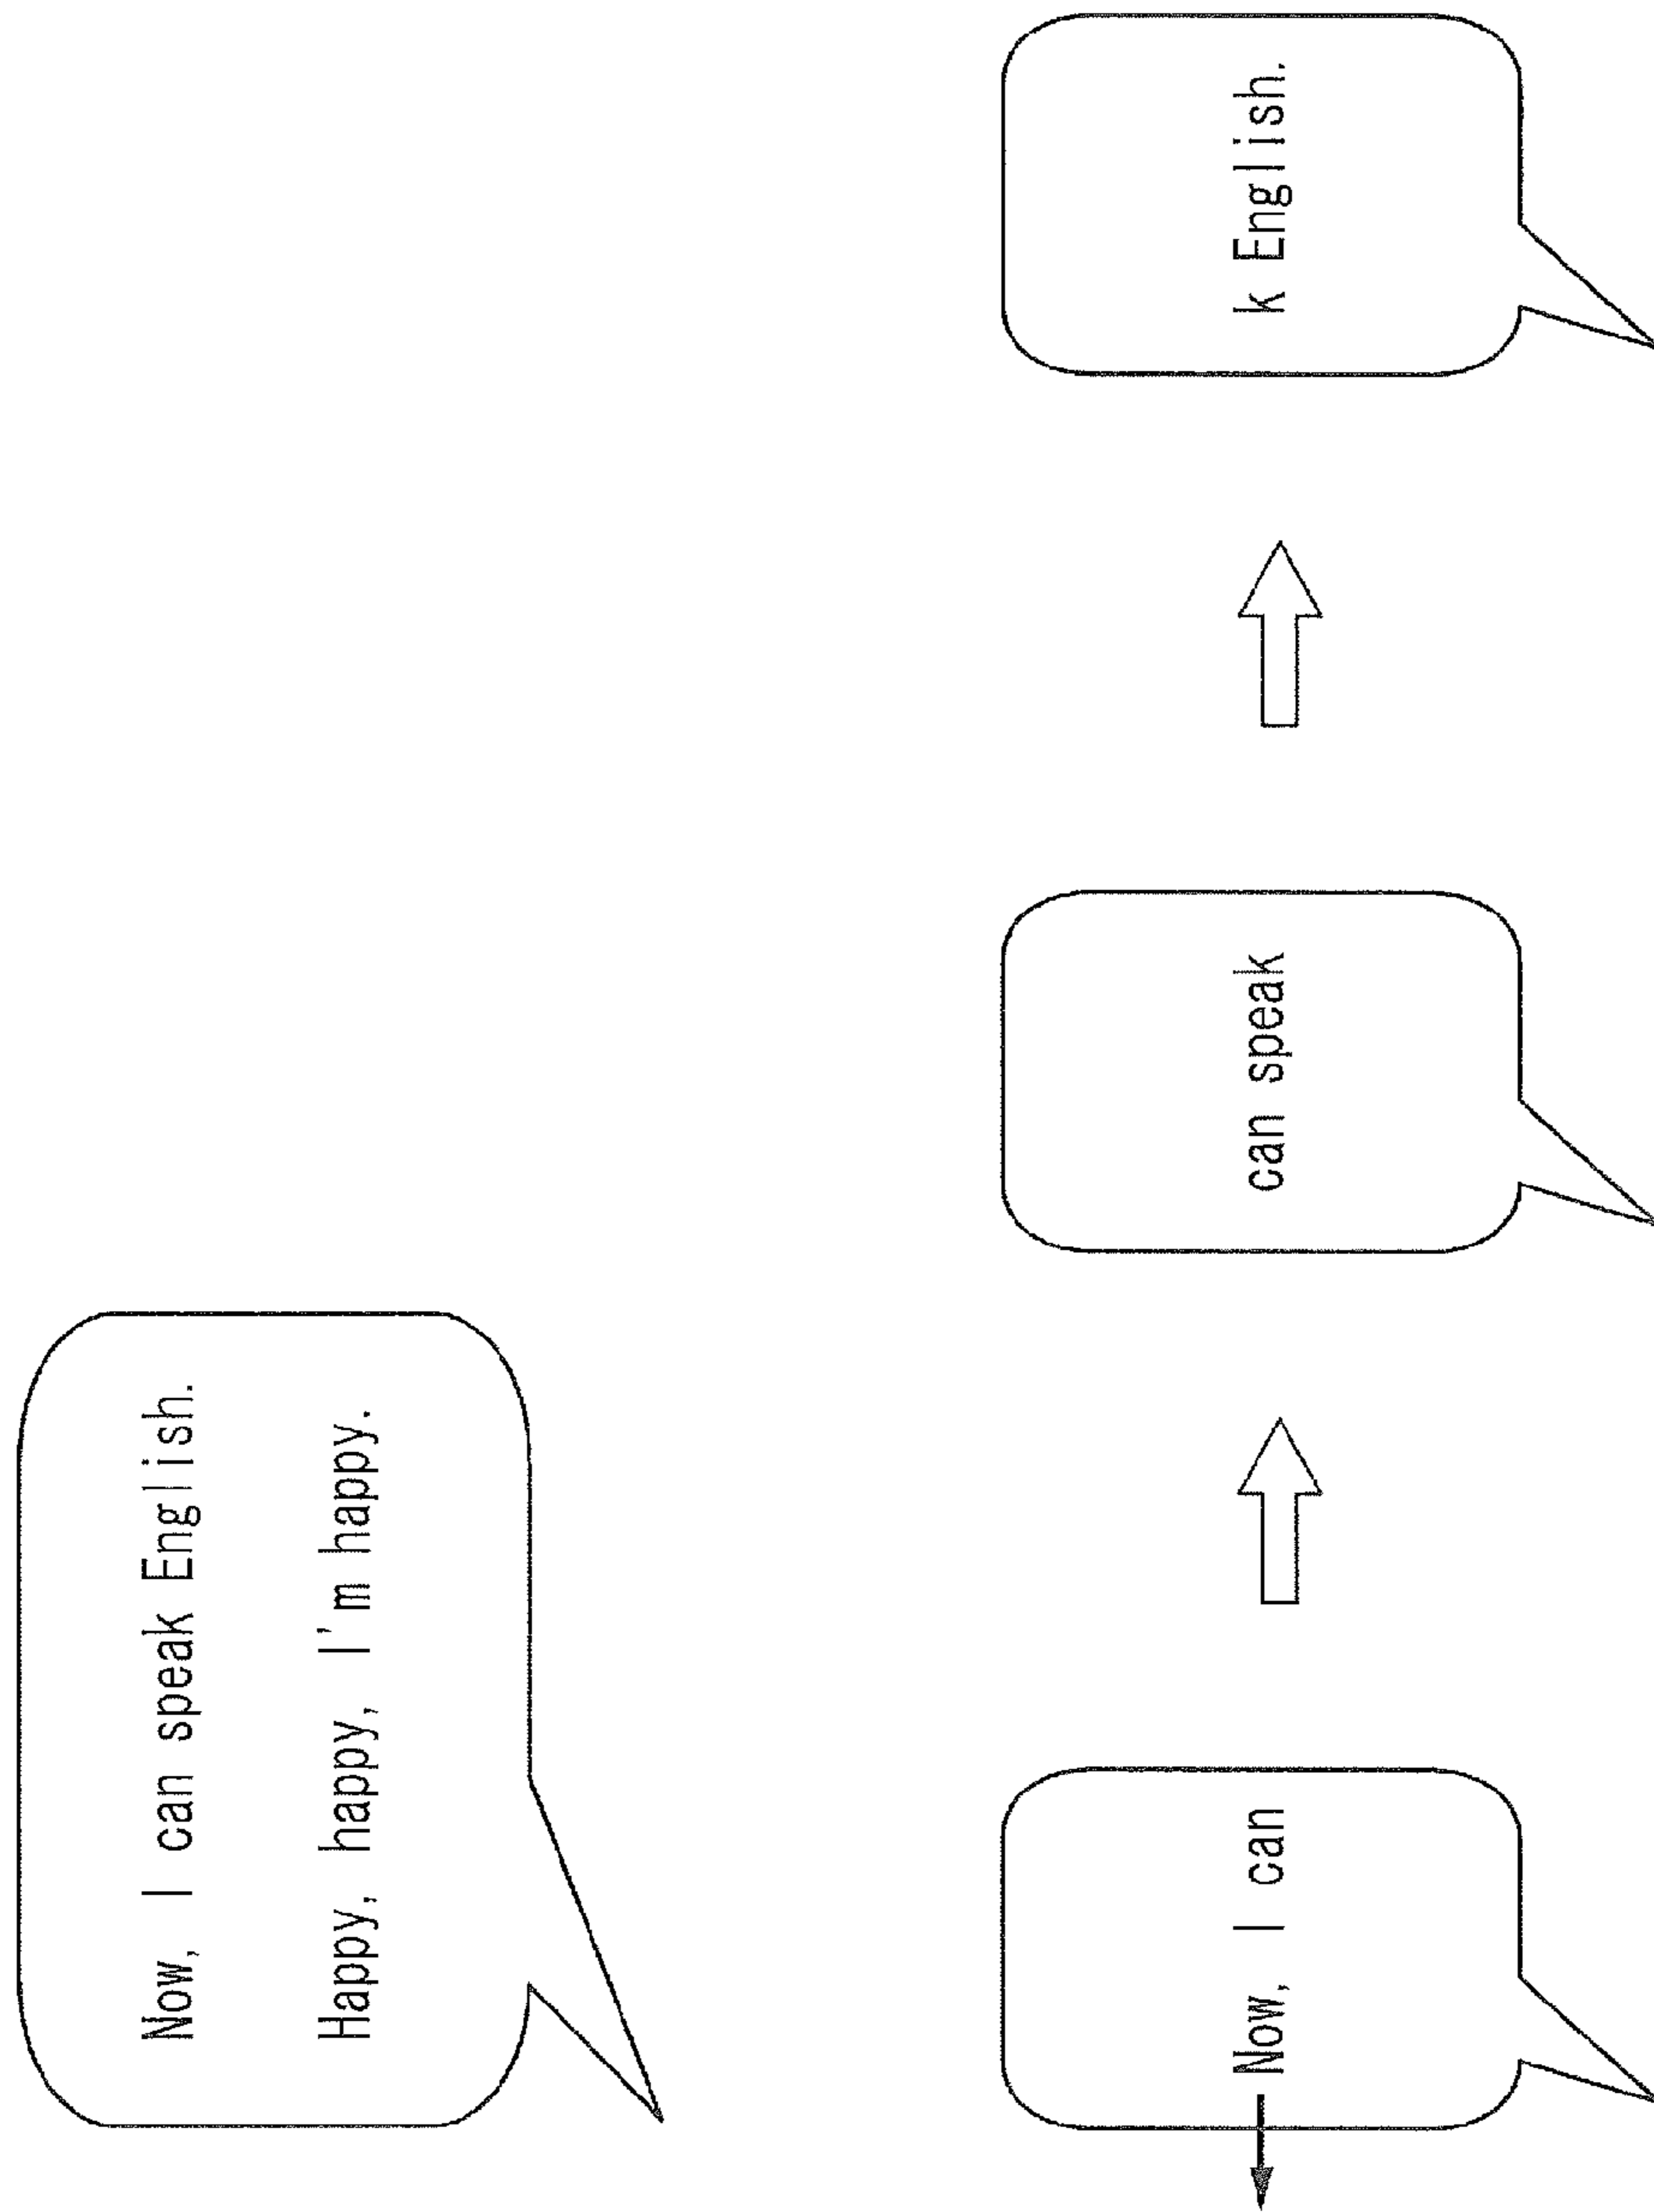 Now, I can speak English.
Happy, happy, I'm happy.
Now, I can
can speak
k English.